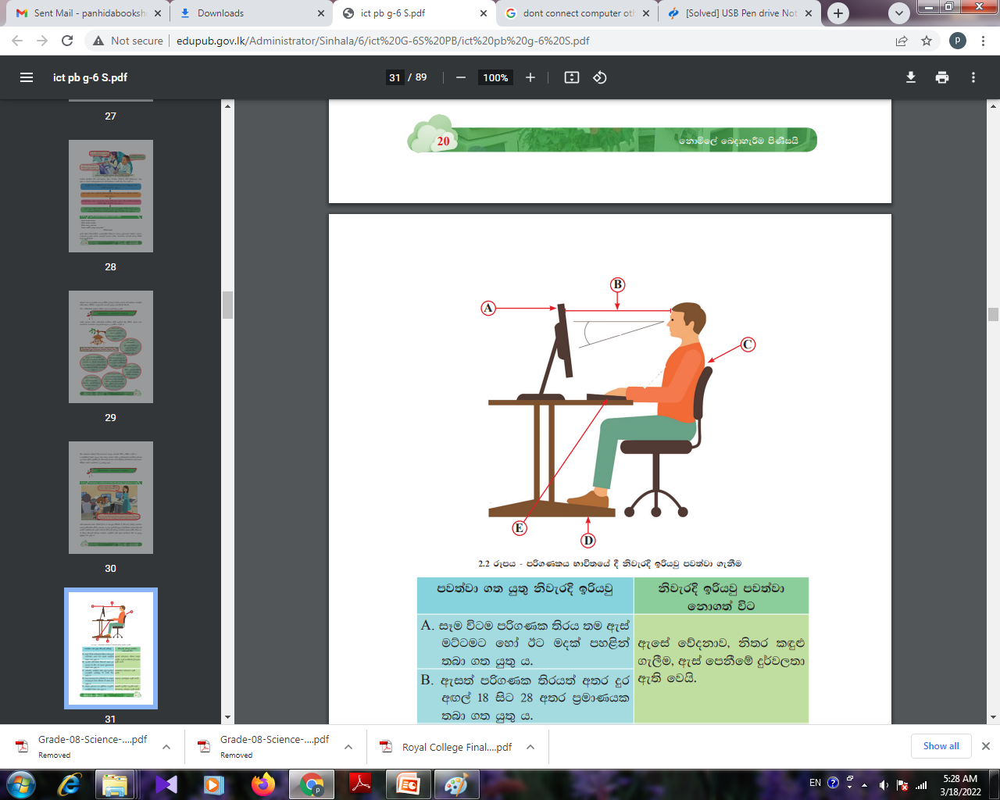 Sent Mail - panhidabooksh
Downloads
ict pb g-6 S.pdf
dont connect computer oth
[Solved] USB Pen drive Not
Not secure
edupub.gov.lk/Administrator/Sinhala/6/ict%20G-6S%20PB/ict%20pb%20g-6%20S.pdf
P
ict pb g-6 S.pdf
31 / 89
100%
27
28
29
30
31
20
නොමිලේ බෙදාහැරීම පිණිසයි
A
B
C
E
D
2.2 රූපය - පරිගණකය භාවිතයේ දී නිවැරදි ඉරියවු පවත්වා ගැනීම
පවත්වා ගත යුතු නිවැරදි ඉරියවු
නිවැරදි ඉරියවු පවත්වා
නොගත් විට
A. සෑම විටම පරිගණක තිරය තම ඇස්
මට්ටමට හෝ ඊට මදක් පහළින්
තබා ගත යුතු ය.
B. ඇසත් පරිගණක තිරයත් අතර දුර
අඟල් 18 සිට 28 අතර ප්‍රමාණයක
තබා ගත යුතු ය.
ඇසේ වේදනාව, නිතර කඳුළු
ගැලීම, ඇස් පෙනීමේ දුර්වලතා
ඇති වෙයි.
Grade-08-Science-....pdf
Removed
Grade-08-Science-....pdf
Removed
Royal College Final....pdf
Show all
EN
5:28 AM
3/18/2022